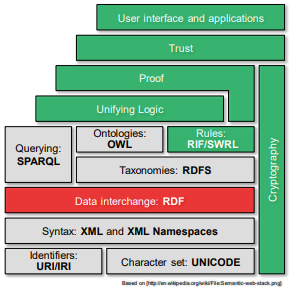 User interface and applications
Trust
Proof
Unifying Logic
Querying:
SPARQL
Ontologies:
OWL
Rules:
RIF/SWRL
Taxonomies: RDFS
Cryptography
Data interchange: RDF
Syntax: XML and XML Namespaces
Identifiers:
URI/IRI
Character set: UNICODE
Based on [http://en.wikipedia.org/wiki/File:Semantic-web-stack.png]